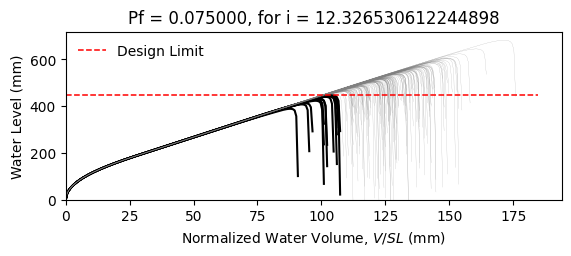 Pf = 0.075000, for i = 12.326530612244898
Water Level (mm)
600
400
200
0
Design Limit
0 25 50 75 100 125 150 175
Normalized Water Volume, V/SL (mm)